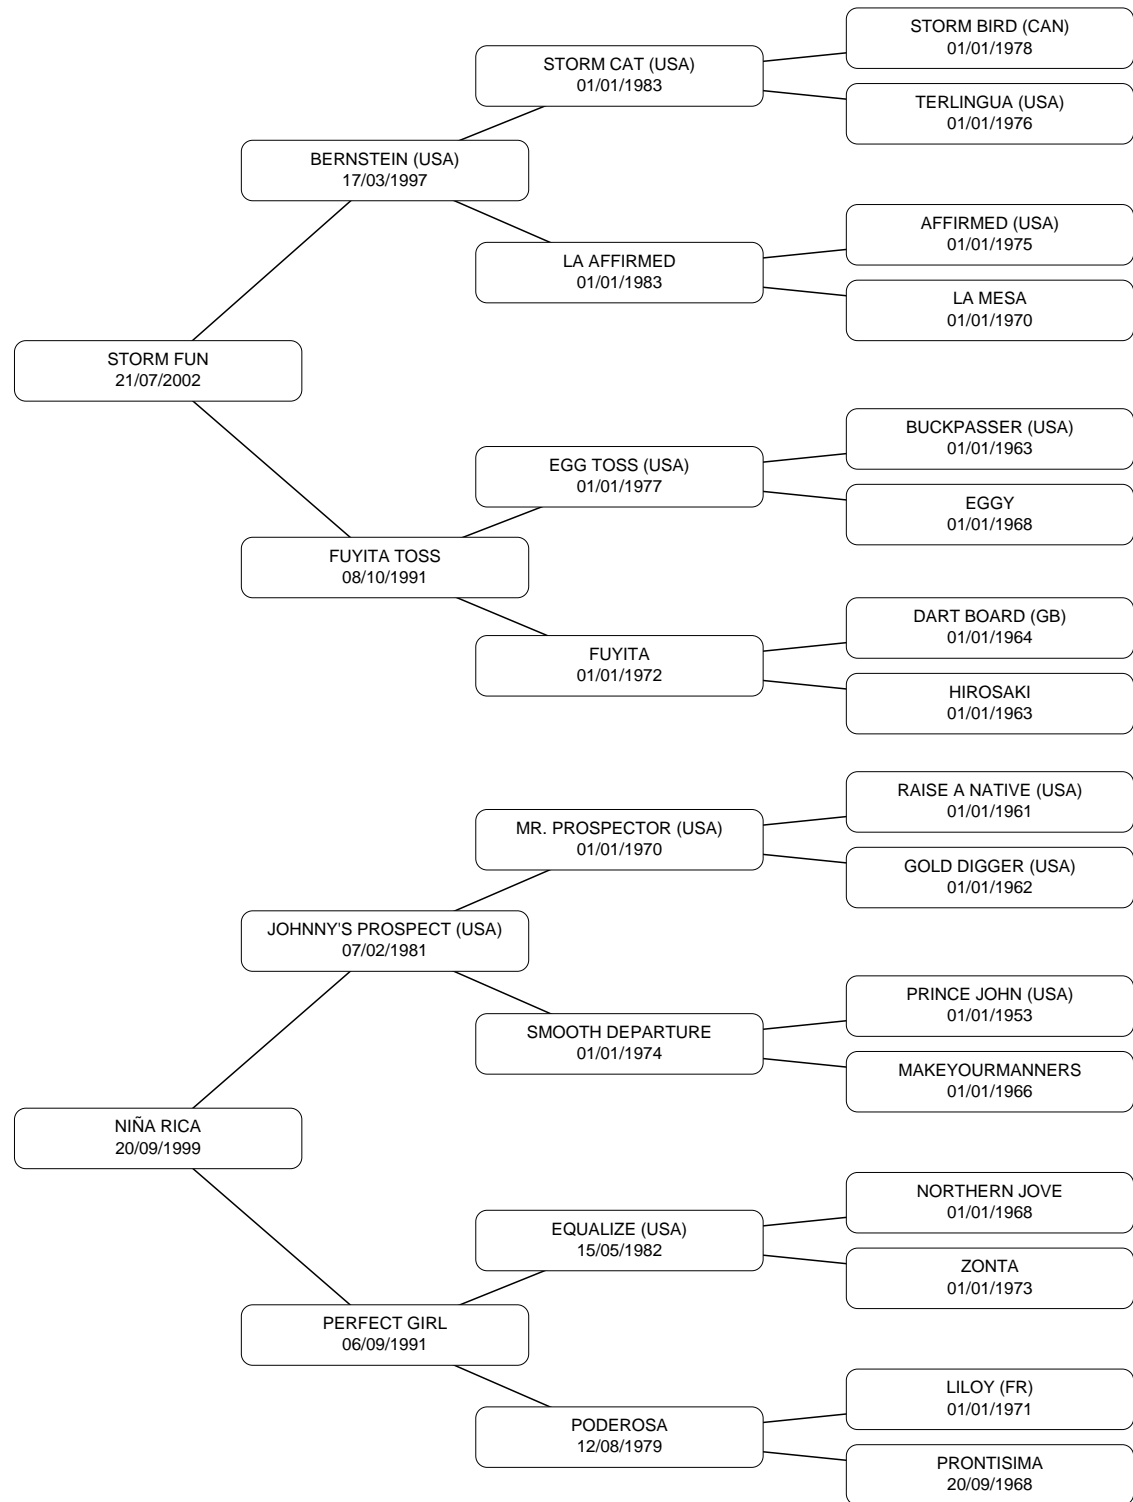 STORM BIRD (CAN)
01/01/1978
STORM CAT (USA)
01/01/1983
TERLINGUA (USA)
01/01/1976
BERNSTEIN (USA)
17/03/1997
AFFIRMED (USA)
01/01/1975
LA AFFIRMED
01/01/1983
LA MESA
01/01/1970
STORM FUN
21/07/2002
BUCKPASSER (USA)
01/01/1963
EGG TOSS (USA)
01/01/1977
EGGY
01/01/1968
FUYITA TOSS
08/10/1991
DART BOARD (GB)
01/01/1964
FUYITA
01/01/1972
HIROSAKI
01/01/1963
RAISE A NATIVE (USA)
01/01/1961
MR. PROSPECTOR (USA)
01/01/1970
GOLD DIGGER (USA)
01/01/1962
JOHNNY'S PROSPECT (USA)
07/02/1981
PRINCE JOHN (USA)
01/01/1953
SMOOTH DEPARTURE
01/01/1974
MAKEYOURMANNERS
01/01/1966
NIÑA RICA
20/09/1999
NORTHERN JOVE
01/01/1968
EQUALIZE (USA)
15/05/1982
ZONTA
01/01/1973
PERFECT GIRL
06/09/1991
LILOY (FR)
01/01/1971
PODEROSA
12/08/1979
PRONTISIMA
20/09/1968